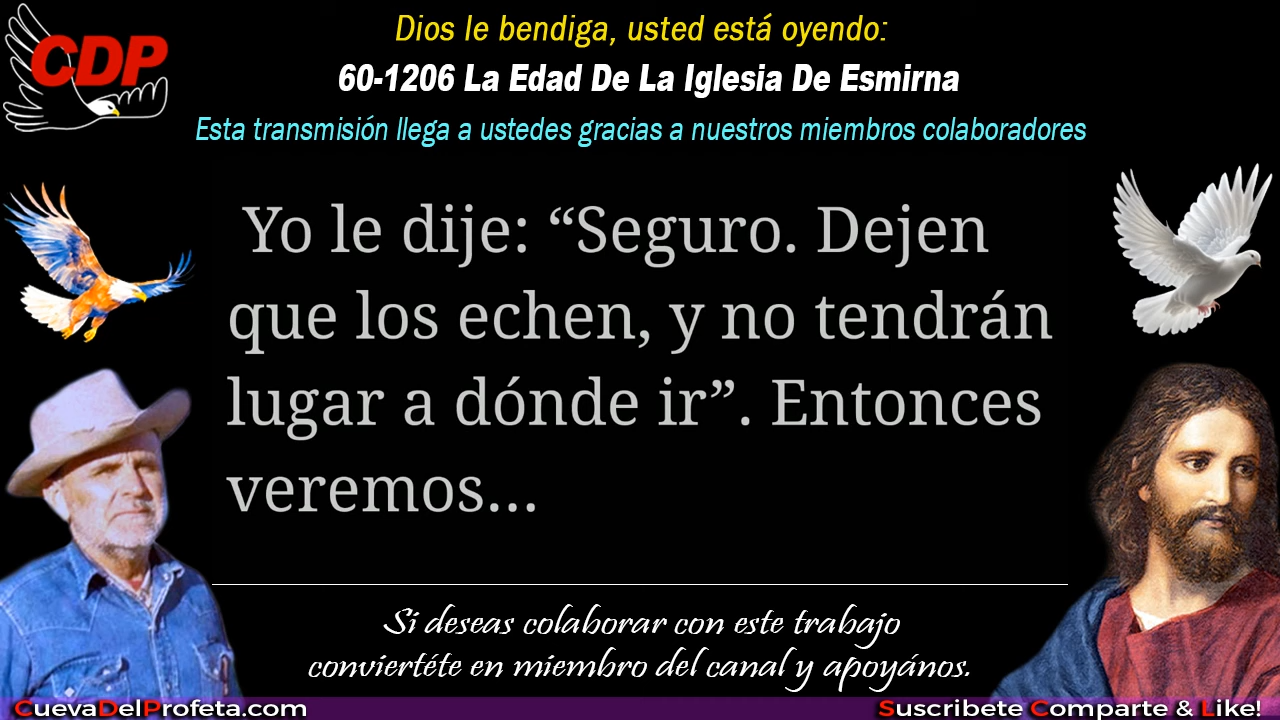 CDP
Dios le bendiga, usted está oyendo:
60-1206 La Edad De La Iglesia De Esmirna
Esta transmisión llega a ustedes gracias a nuestros miembros colaboradores
Yo le dije: “Seguro. Dejen
que los echen, y no tendrán
lugar a dónde ir”. Entonces
veremos...
Si deseas colaborar con este trabajo
conviertéte en miembro del canal y apoyános.
CuevaDelProfeta.com
Suscribete Comparte & Like!